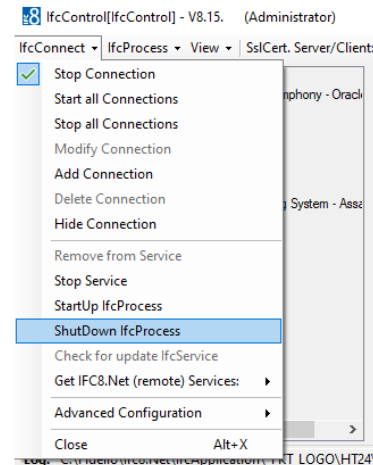 IfcControl[IfcControl] - V8.15. (Administrator)
IfcConnect IfcProcess View SslCert. Server/Client:
Stop Connection
Start all Connections
mphony - Oracl
Stop all Connections
Modify Connection
Add Connection
Delete Connection
g System - Assa
Hide Connection
Remove from Service
Stop Service
StartUp IfcProcess
ShutDown IfcProcess
Check for update IfcService
Get IFC8.Net (remote) Services:
Advanced Configuration
Close Alt+X